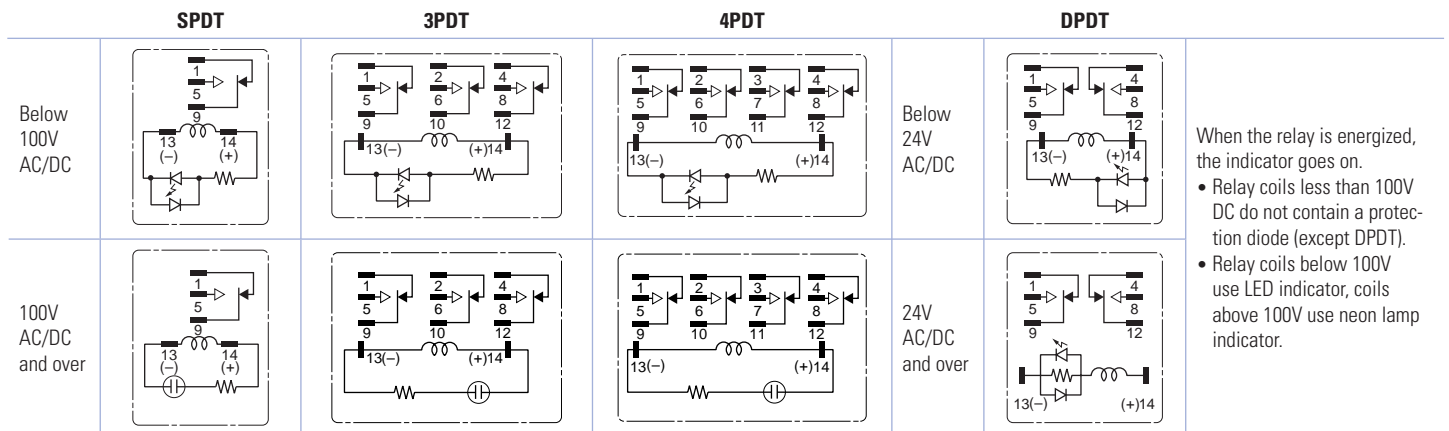 SPDT 3PDT 4PDT DPDT
Below
100V
AC/DC
1
5
9
13 14
(–) (+)
1 2 4
5 6 8
9 10 12
13(–) (+)14
1 2 3 4
5 6 7 8
9 10 11 12
13(–) (+)14
Below
24V
AC/DC
1 4
5 8
9 12
13(–) (+)14
When the relay is energized,
the indicator goes on.
• Relay coils less than 100V
DC do not contain a protec-
tion diode (except DPDT).
• Relay coils below 100V
use LED indicator, coils
above 100V use neon lamp
indicator.
100V
AC/DC
and over
1
5
9
13 14
(–) (+)
1 2 4
5 6 8
9 10 12
13(–) (+)14
1 2 3 4
5 6 7 8
9 10 11 12
13(–) (+)14
24V
AC/DC
and over
1 4
5 8
9 12
13(–) (+)14